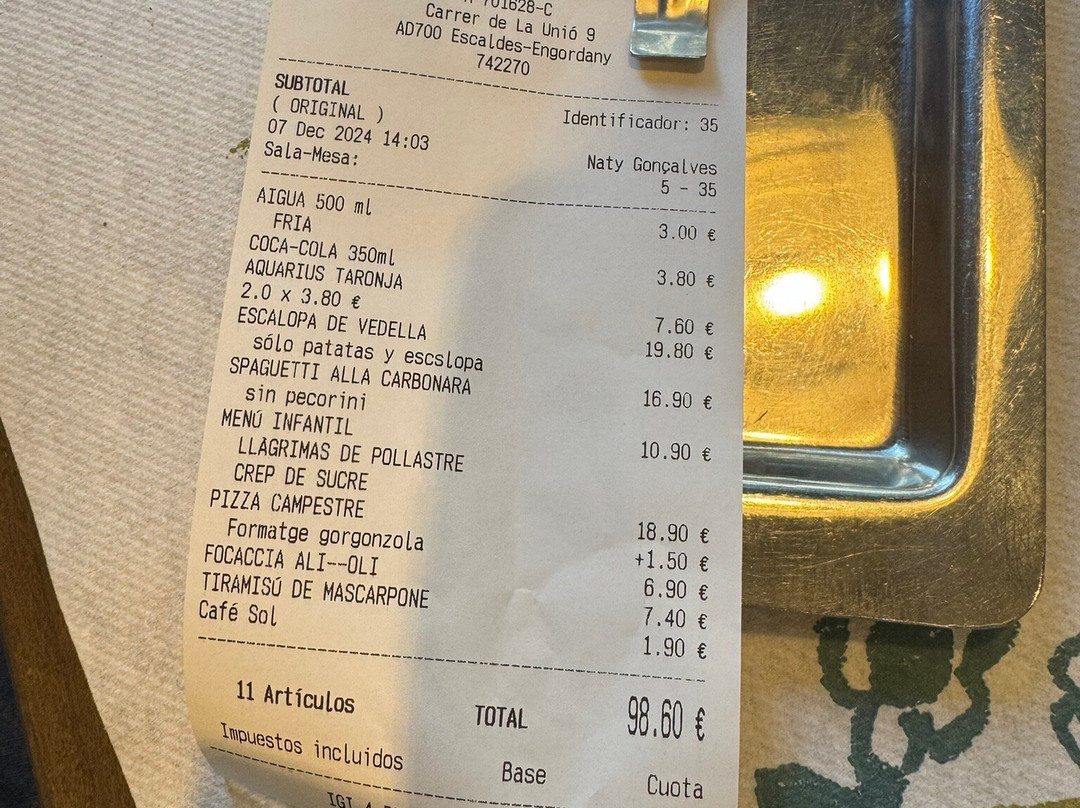 701628-C
Carrer de La Unió 9
AD700 Escaldes-Engordany
742270
SUBTOTAL
( ORIGINAL ) Identificador: 35
07 Dec 2024 14:03
Sala-Mesa: Naty Gonçalves
5 - 35
AIGUA 500 ml 3.00 €
FRIA
COCA-COLA 350ml 3.80 €
AQUARIUS TARONJA
2.0 x 3.80 € 7.60 €
ESCALOPA DE VEDELLA 19.80 €
sólo patatas y escslopa
SPAGUETTI ALLA CARBONARA 16.90 €
sin pecorini
MENÚ INFANTIL 10.90 €
LLÀGRIMAS DE POLLASTRE
CREP DE SUCRE
PIZZA CAMPESTRE 18.90 €
Formatge gorgonzola +1.50 €
FOCACCIA ALI--OLI 6.90 €
TIRAMISÚ DE MASCARPONE 7.40 €
Café Sol 1.90 €
11 Artículos TOTAL 98.60 €
Impuestos incluidos Base Cuota
IGI